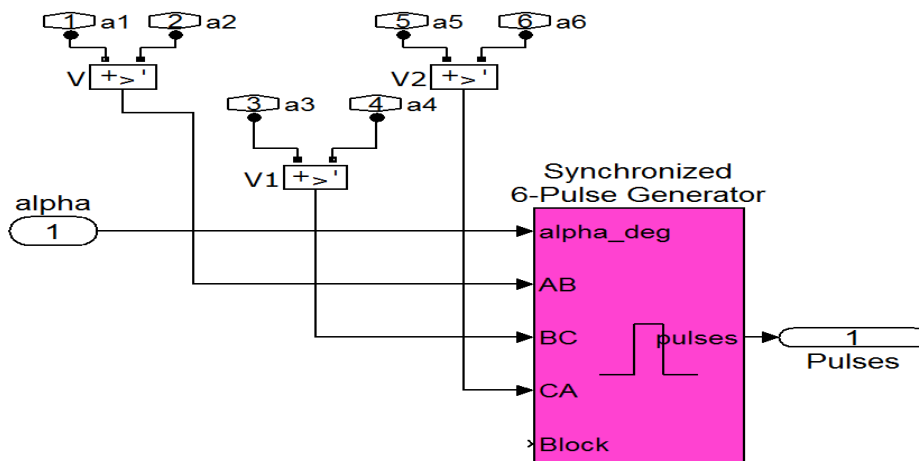 1 a1 2 a2 5 a5 6 a6
V V2
3 a3 4 a4
V1
Synchronized
6-Pulse Generator
alpha
1
alpha_deg
AB
BC
pulses
1
Pulses
CA
Block